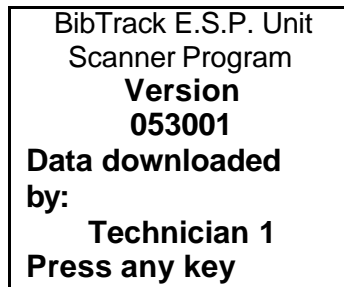 BibTrack E.S.P. Unit
Scanner Program
Version
053001
Data downloaded
by:
Technician 1
Press any key